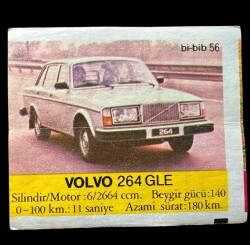 bi-bib 56
264
VOLVO 264 GLE
Silindir/Motor :6/2664 ccm. Beygir gücü:140
0-100 km.: 11 saniye Azami sürat:180 km.